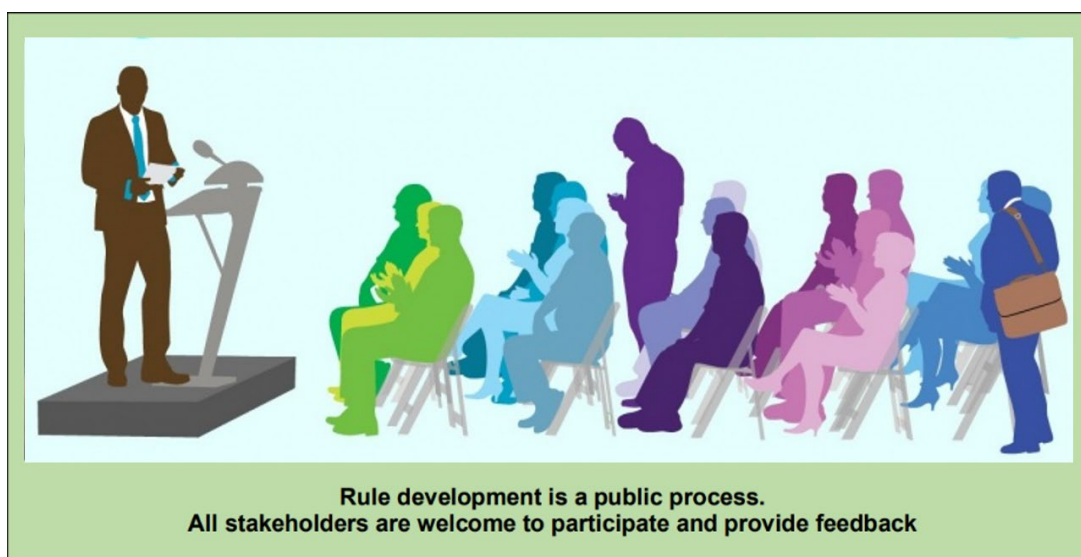 Rule development is a public process.
All stakeholders are welcome to participate and provide feedback